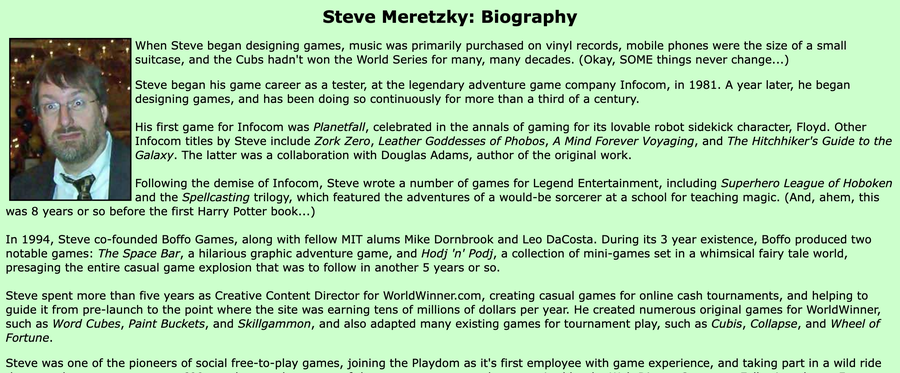 Steve Meretzky: Biography
When Steve began designing games, music was primarily purchased on vinyl records, mobile phones were the size of a small
suitcase, and the Cubs hadn't won the World Series for many, many decades. (Okay, SOME things never change...)
Steve began his game career as a tester, at the legendary adventure game company Infocom, in 1981. A year later, he began
designing games, and has been doing so continuously for more than a third of a century.
His first game for Infocom was Planetfall, celebrated in the annals of gaming for its lovable robot sidekick character, Floyd. Other
Infocom titles by Steve include Zork Zero, Leather Goddesses of Phobos, A Mind Forever Voyaging, and The Hitchhiker's Guide to the
Galaxy. The latter was a collaboration with Douglas Adams, author of the original work.
Following the demise of Infocom, Steve wrote a number of games for Legend Entertainment, including Superhero League of Hoboken
and the Spellcasting trilogy, which featured the adventures of a would-be sorcerer at a school for teaching magic. (And, ahem, this
was 8 years or so before the first Harry Potter book...)
In 1994, Steve co-founded Boffo Games, along with fellow MIT alums Mike Dornbrook and Leo DaCosta. During its 3 year existence, Boffo produced two
notable games: The Space Bar, a hilarious graphic adventure game, and Hodj 'n' Podj, a collection of mini-games set in a whimsical fairy tale world,
presaging the entire casual game explosion that was to follow in another 5 years or so.
Steve spent more than five years as Creative Content Director for WorldWinner.com, creating casual games for online cash tournaments, and helping to
guide it from pre-launch to the point where the site was earning tens of millions of dollars per year. He created numerous original games for WorldWinner,
such as Word Cubes, Paint Buckets, and Skillgammon, and also adapted many existing games for tournament play, such as Cubis, Collapse, and Wheel of
Fortune.
Steve was one of the pioneers of social free-to-play games, joining the Playdom as it's first employee with game experience, and taking part in a wild ride